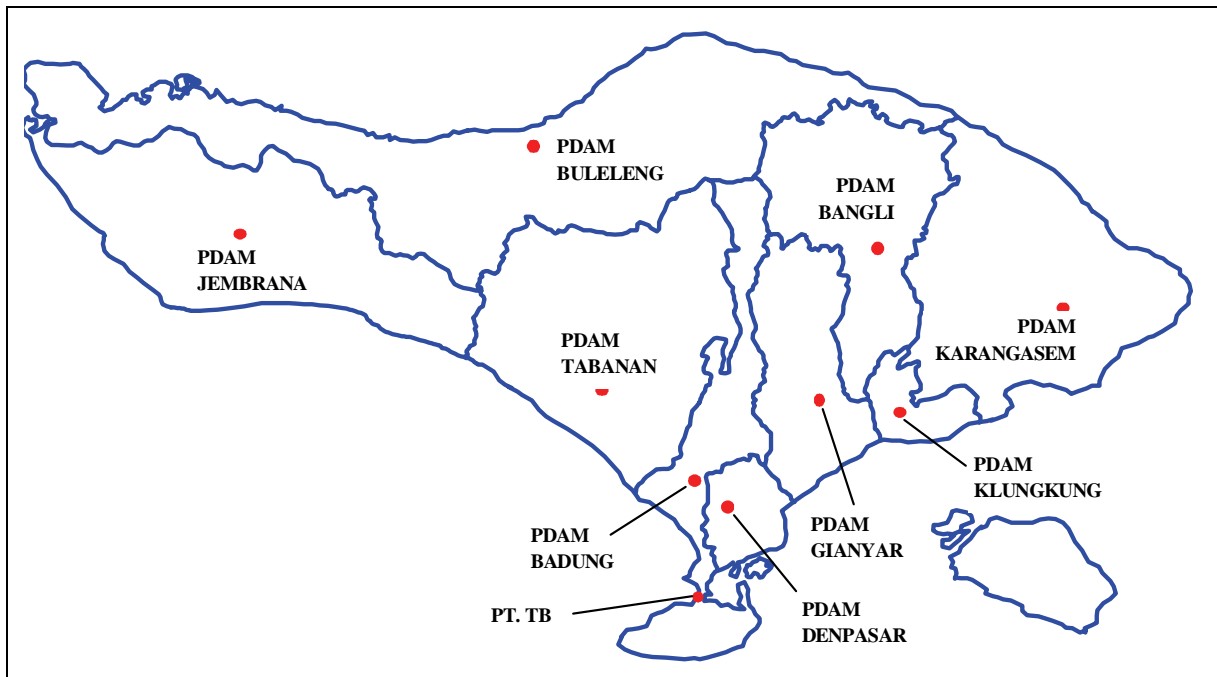 PDAM
BULELENG
PDAM
BANGLI
PDAM
JEMBRANA
PDAM
KARANGASEM
PDAM
TABANAN
PDAM
KLUNGKUNG
PDAM
BADUNG
PDAM
GIANYAR
PT. TB
PDAM
DENPASAR